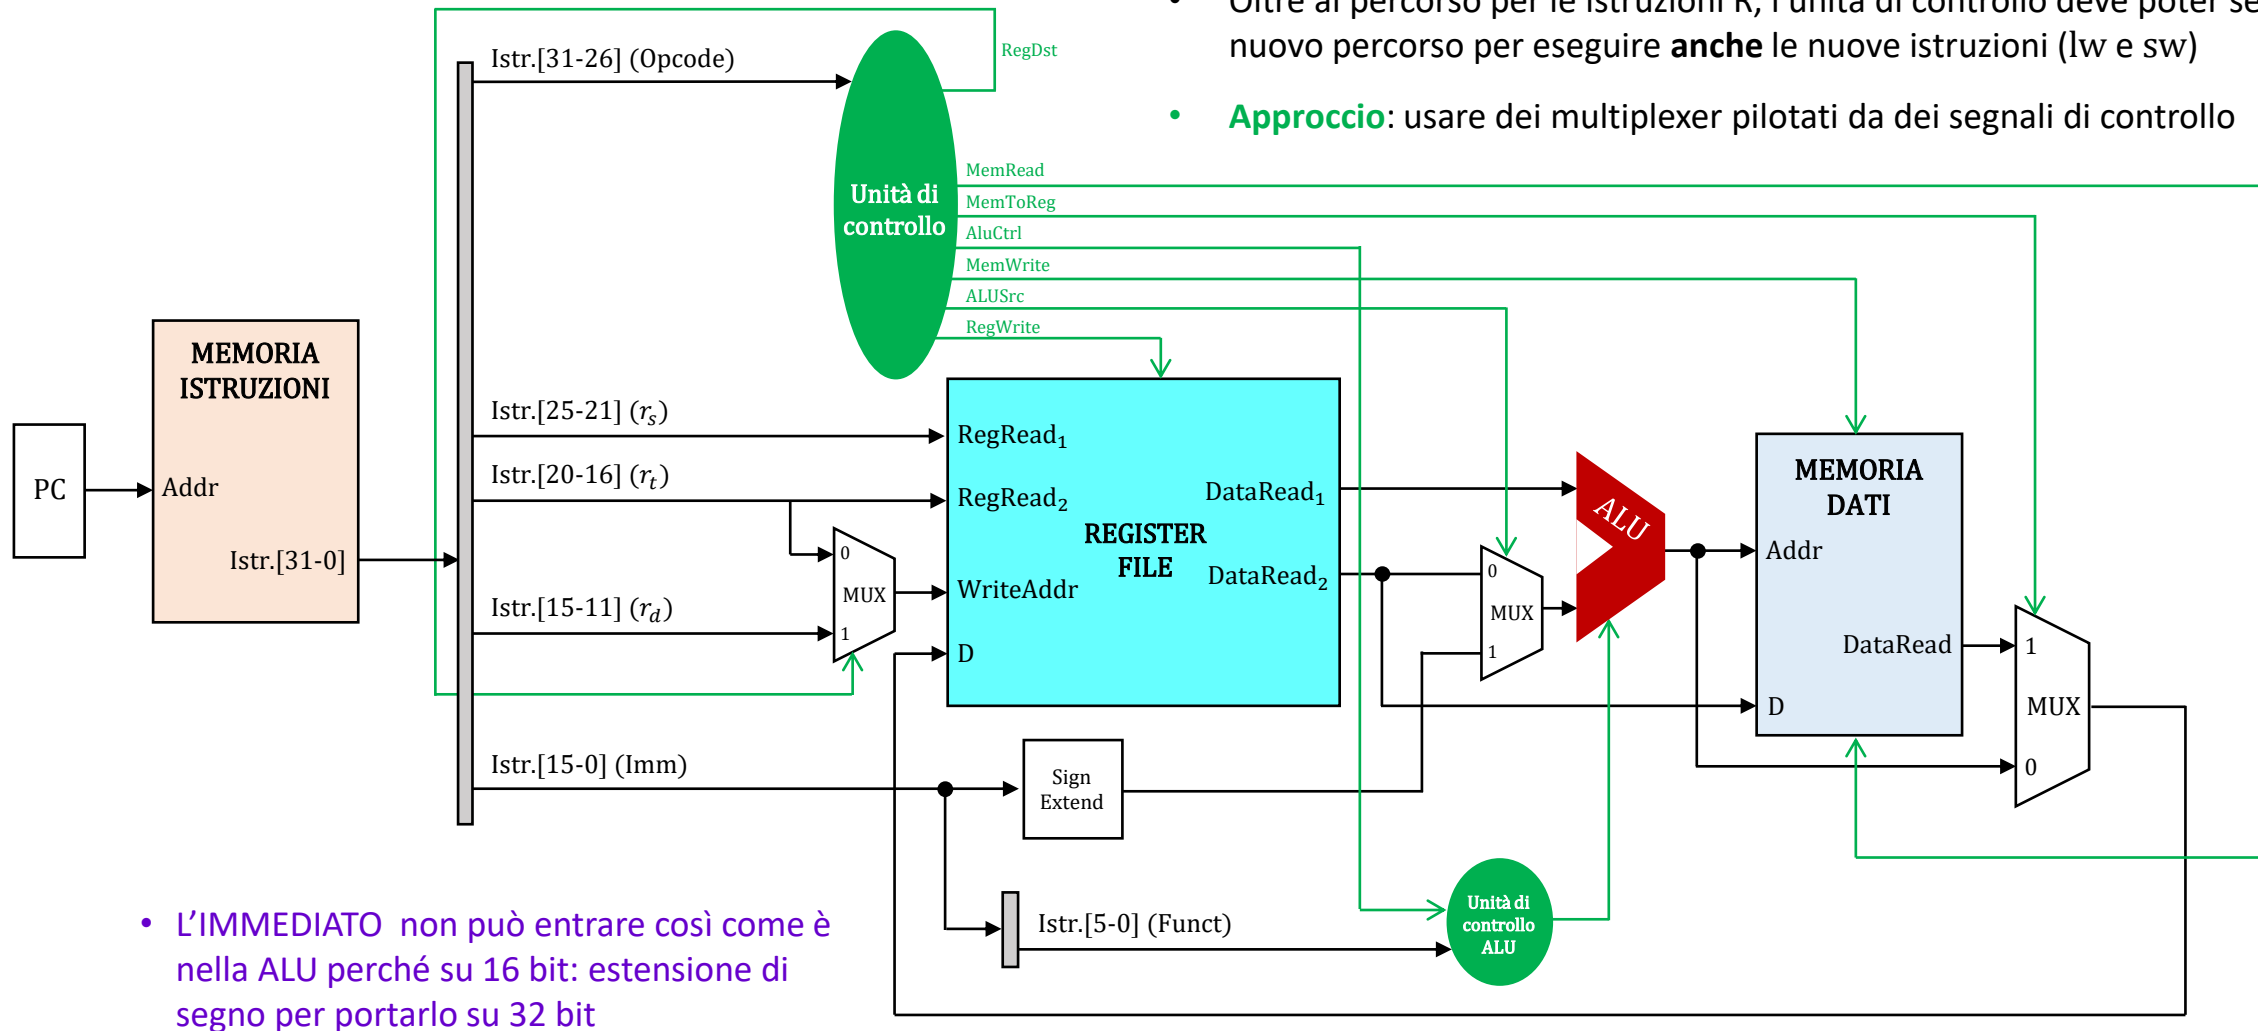 • Oltre al percorso per le istruzioni R, l'unità di controllo deve poter se
nuovo percorso per eseguire anche le nuove istruzioni (lw e sw)
• Approccio: usare dei multiplexer pilotati da dei segnali di controllo
RegDst
Istr.[31-26] (Opcode)
Unità di
controllo
MemRead
MemToReg
AluCtrl
MemWrite
ALUSrc
RegWrite
MEMORIA
ISTRUZIONI
PC
Addr
Istr.[31-0]
Istr.[25-21] (rₛ)
Istr.[20-16] (rₜ)
Istr.[15-11] (r_d)
Istr.[15-0] (Imm)
0
MUX
1
RegRead₁
RegRead₂
WriteAddr
D
REGISTER
FILE
DataRead₁
DataRead₂
0
MUX
1
ALU
MEMORIA
DATI
Addr
DataRead
D
1
MUX
0
Sign
Extend
Istr.[5-0] (Funct)
Unità di
controllo
ALU
• L'IMMEDIATO non può entrare così come è
nella ALU perché su 16 bit: estensione di
segno per portarlo su 32 bit